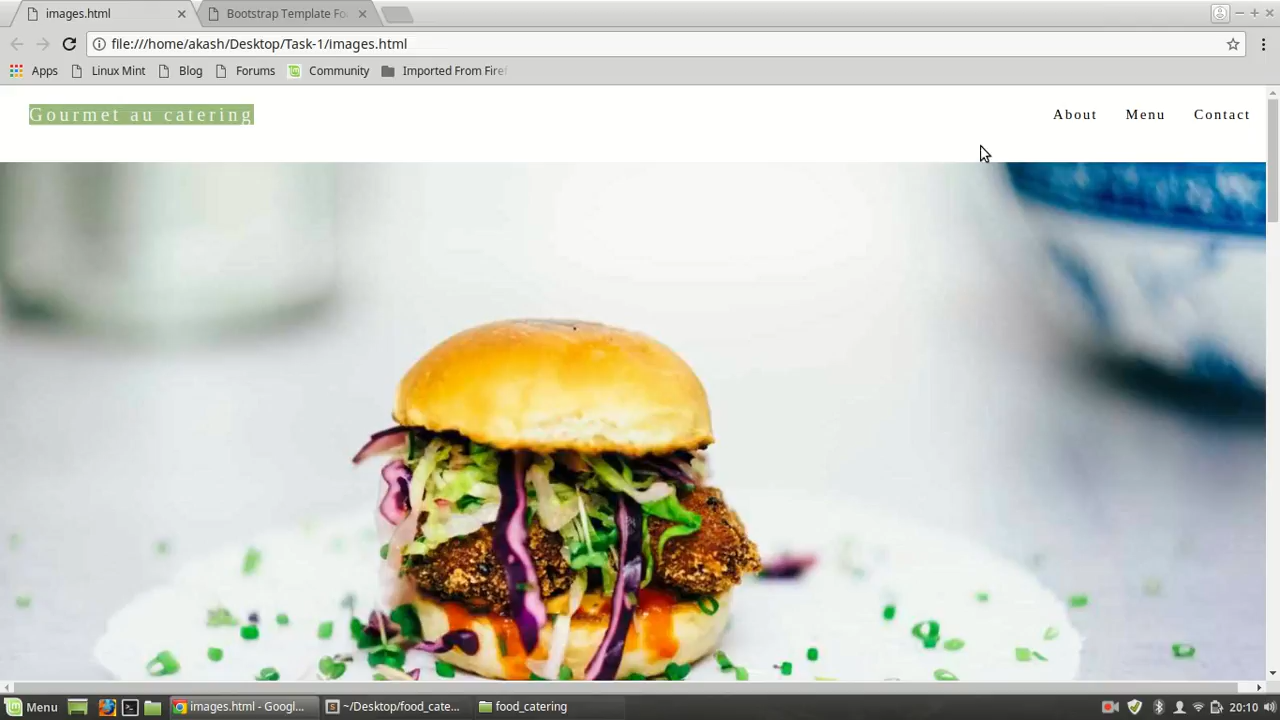 images.html
Bootstrap Template Fo
file:///home/akash/Desktop/Task-1/images.html
Apps Linux Mint Blog Forums Community Imported From Firef
Gourmet au catering About Menu Contact
Menu images.html - Googl... ~/Desktop/food_cate... food_catering 20:10